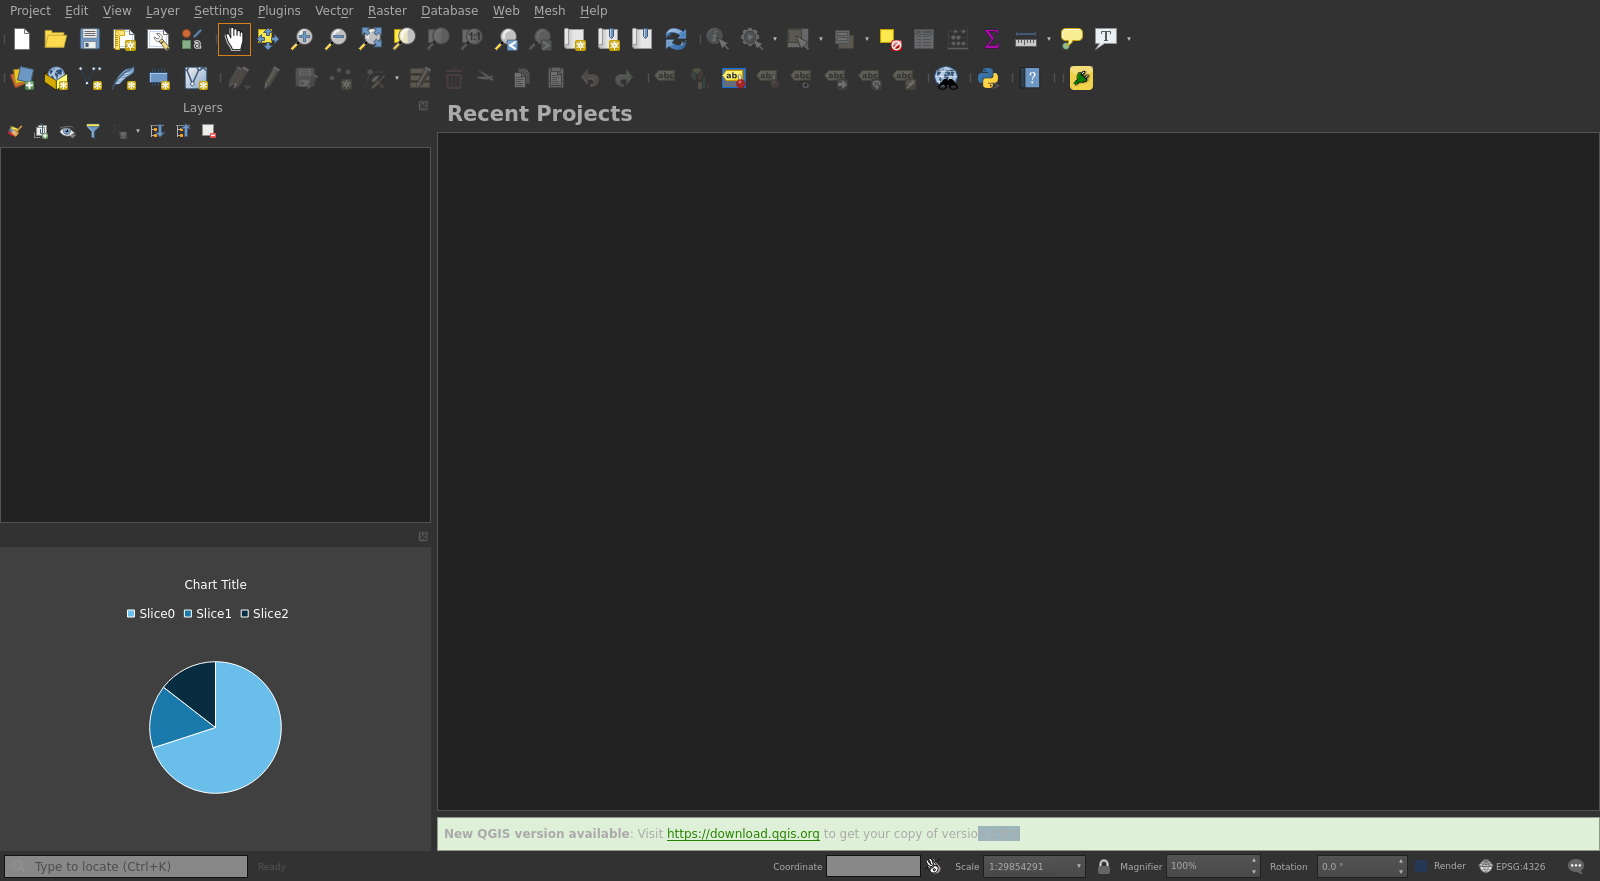 Project Edit View Layer Settings Plugins Vector Raster Database Web Mesh Help
Layers
Recent Projects
Chart Title
Slice0 Slice1 Slice2
New QGIS version available: Visit https://download.qgis.org to get your copy of versio
Type to locate (Ctrl+K) Ready Coordinate Scale 1:29854291 Magnifier 100% Rotation 0.0 ° Render EPSG:4326